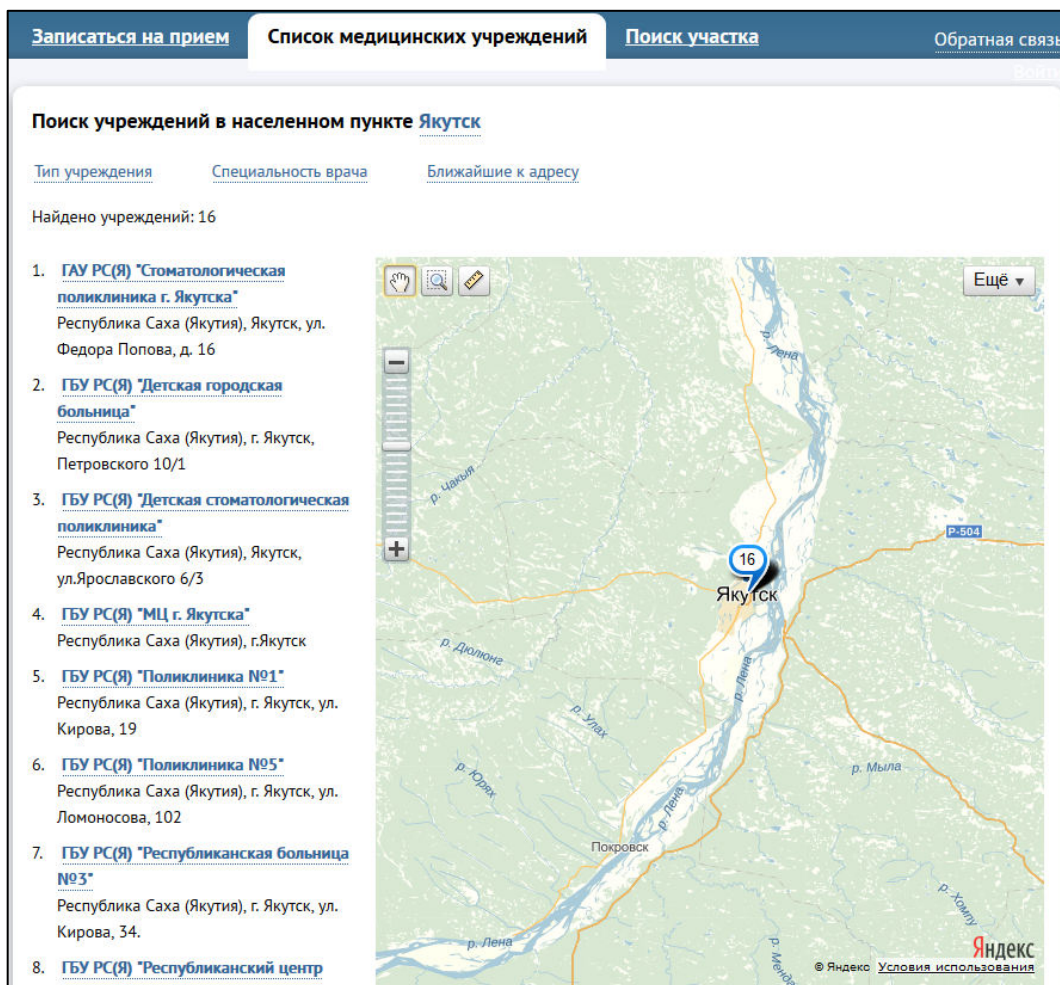 Записаться на прием
Список медицинских учреждений
Поиск участка
Обратная связь
Войти
Поиск учреждений в населенном пункте Якутск
Тип учреждения
Специальность врача
Ближайшие к адресу
Найдено учреждений: 16
1. ГАУ РС(Я) "Стоматологическая
поликлиника г. Якутска"
Республика Саха (Якутия), Якутск, ул.
Федора Попова, д. 16
2. ГБУ РС(Я) "Детская городская
больница"
Республика Саха (Якутия), г. Якутск,
Петровского 10/1
3. ГБУ РС(Я) "Детская стоматологическая
поликлиника"
Республика Саха (Якутия), Якутск,
ул.Ярославского 6/3
4. ГБУ РС(Я) "МЦ г. Якутска"
Республика Саха (Якутия), г.Якутск
5. ГБУ РС(Я) "Поликлиника №1"
Республика Саха (Якутия), г. Якутск, ул.
Кирова, 19
6. ГБУ РС(Я) "Поликлиника №5"
Республика Саха (Якутия), г. Якутск, ул.
Ломоносова, 102
7. ГБУ РС(Я) "Республиканская больница
№3"
Республика Саха (Якутия), г. Якутск, ул.
Кирова, 34.
8. ГБУ РС(Я) "Республиканский центр
Ещё
р. Лена
р. Чакыя
Р-504
16
Якутск
р. Дюлюнг
р. Лена
р. Улах
р. Юрях
р. Мыла
р. Лена
Покровск
р. Хомпу
р. Лена
р. Менда
Яндекс
© Яндекс Условия использования